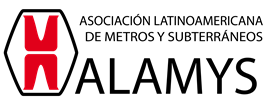 ASOCIACIÓN LATINOAMERICANA
DE METROS Y SUBTERRÁNEOS
ALAMYS